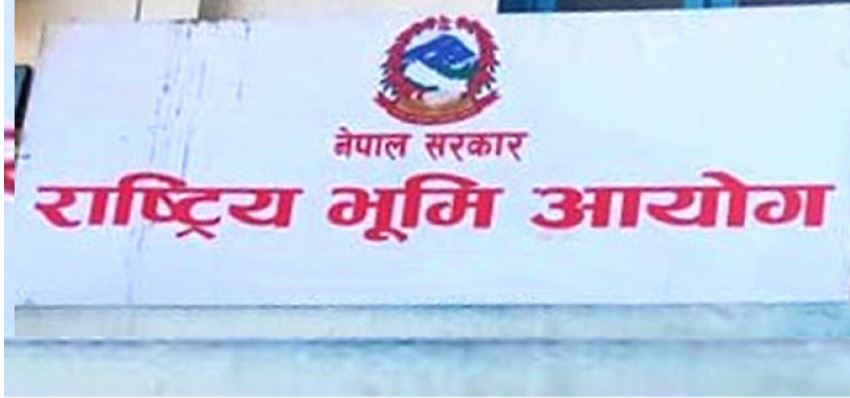 नेपाल सरकार
राष्ट्रिय भूमि आयोग